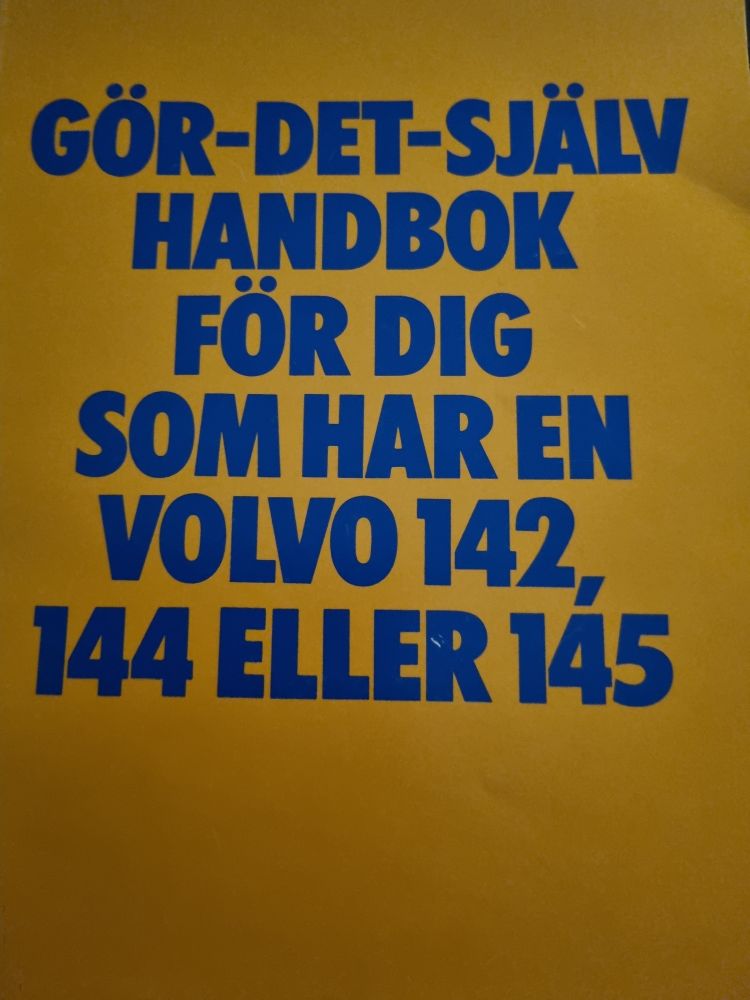 GÖR-DET-SJÄLV
HANDBOK
FÖR DIG
SOM HAR EN
VOLVO 142,
144 ELLER 145